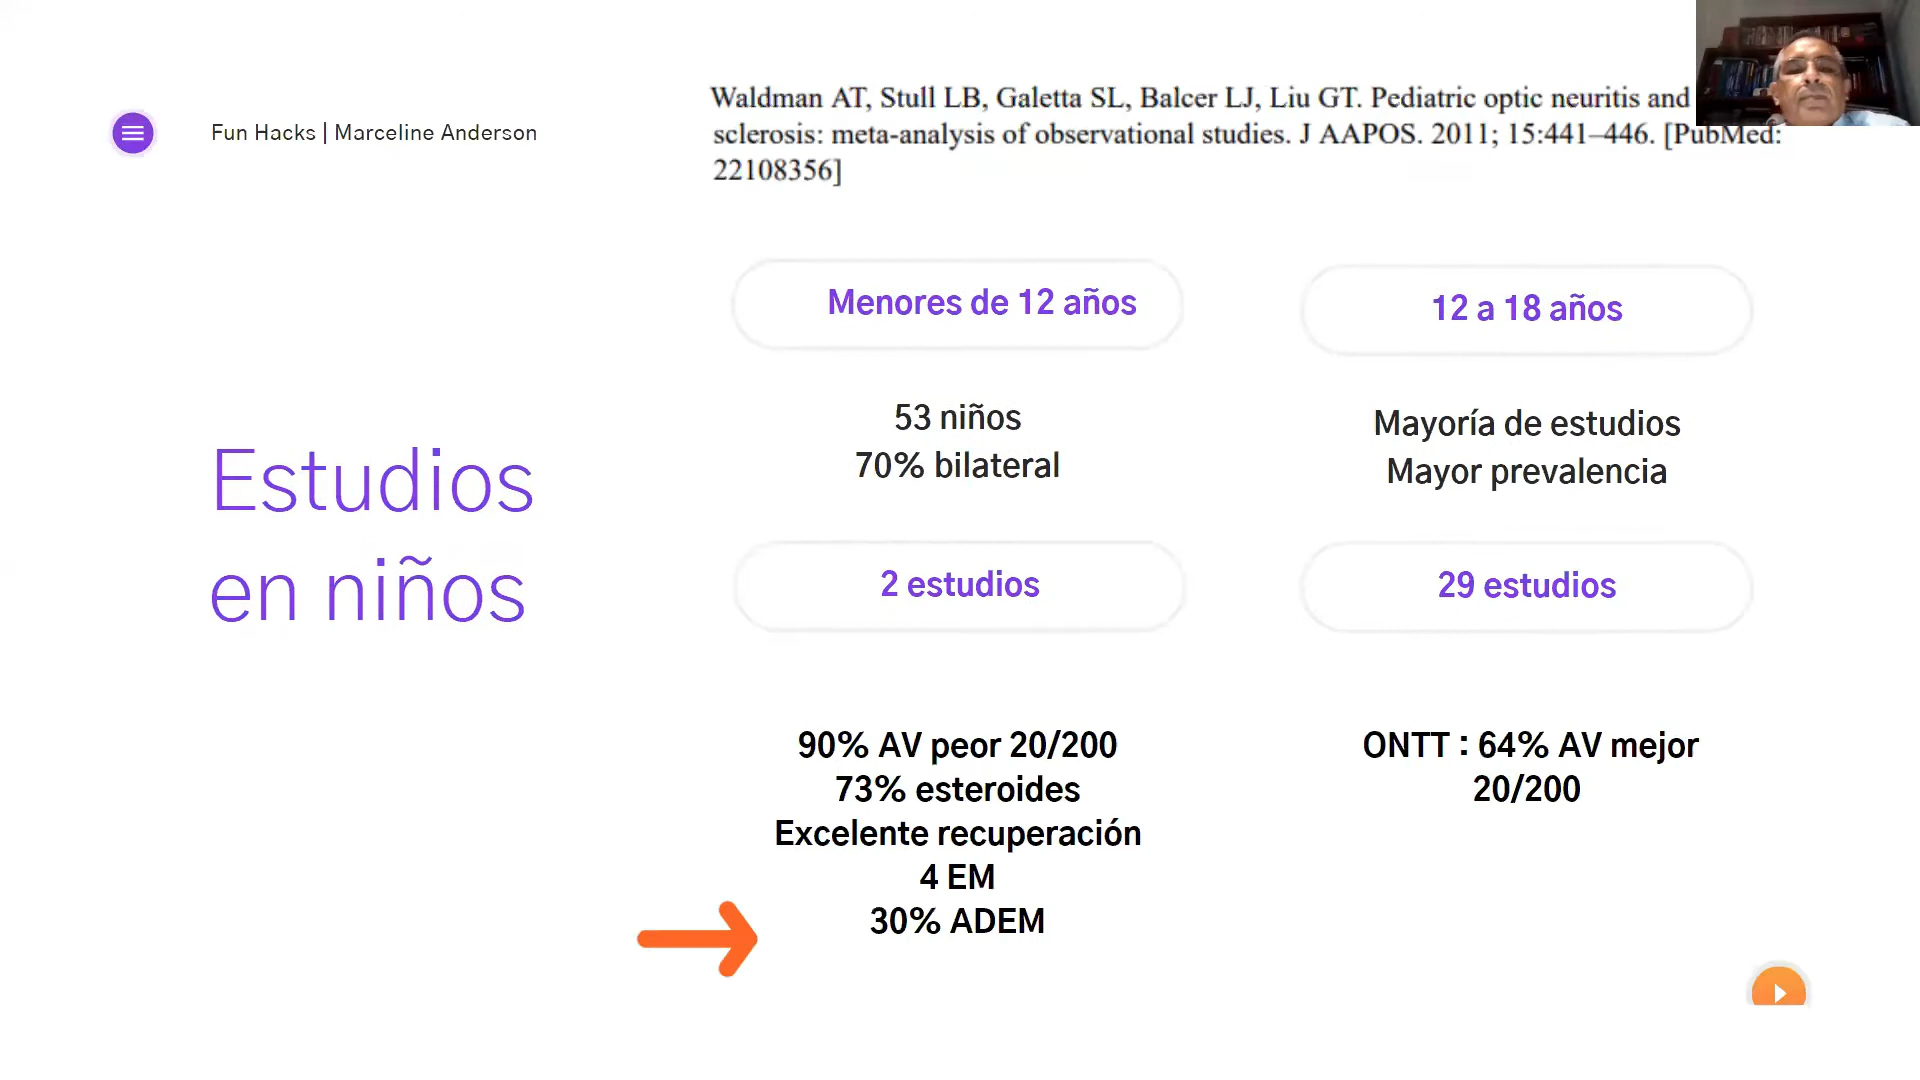 Fun Hacks | Marceline Anderson
Waldman AT, Stull LB, Galetta SL, Balcer LJ, Liu GT. Pediatric optic neuritis and
sclerosis: meta-analysis of observational studies. J AAPOS. 2011; 15:441–446. [PubMed:
22108356]
Estudios
en niños
Menores de 12 años
53 niños
70% bilateral
2 estudios
90% AV peor 20/200
73% esteroides
Excelente recuperación
4 EM
30% ADEM
12 a 18 años
Mayoría de estudios
Mayor prevalencia
29 estudios
ONTT : 64% AV mejor
20/200